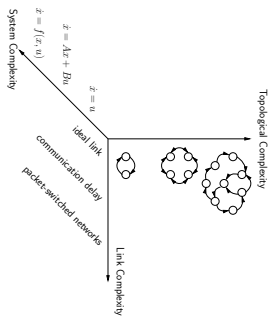 Topological Complexity
Link Complexity
ideal link
communication delay
packet-switched networks
ẋ = u
ẋ = Ax + Bu
ẋ = f(x, u)
System Complexity